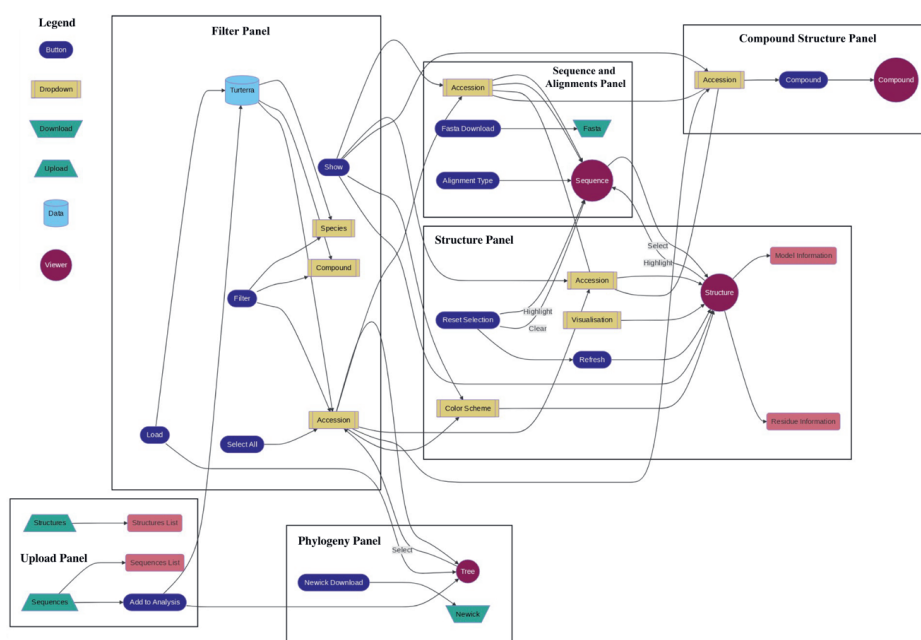 Legend
Button
Dropdown
Download
Upload
Data
Viewer
Filter Panel
Turterra
Show
Species
Compound
Filter
Accession
Load
Select All
Sequence and
Alignments Panel
Accession
Fasta Download
Fasta
Alignment Type
Sequence
Compound Structure Panel
Accession
Compound
Compound
Structure Panel
Select
Highlight
Model Information
Accession
Structure
Highlight
Reset Selection
Visualisation
Clear
Refresh
Color Scheme
Residue Information
Structures
Structures List
Upload Panel
Sequences List
Sequences
Add to Analysis
Phylogeny Panel
Select
Tree
Newick Download
Newick